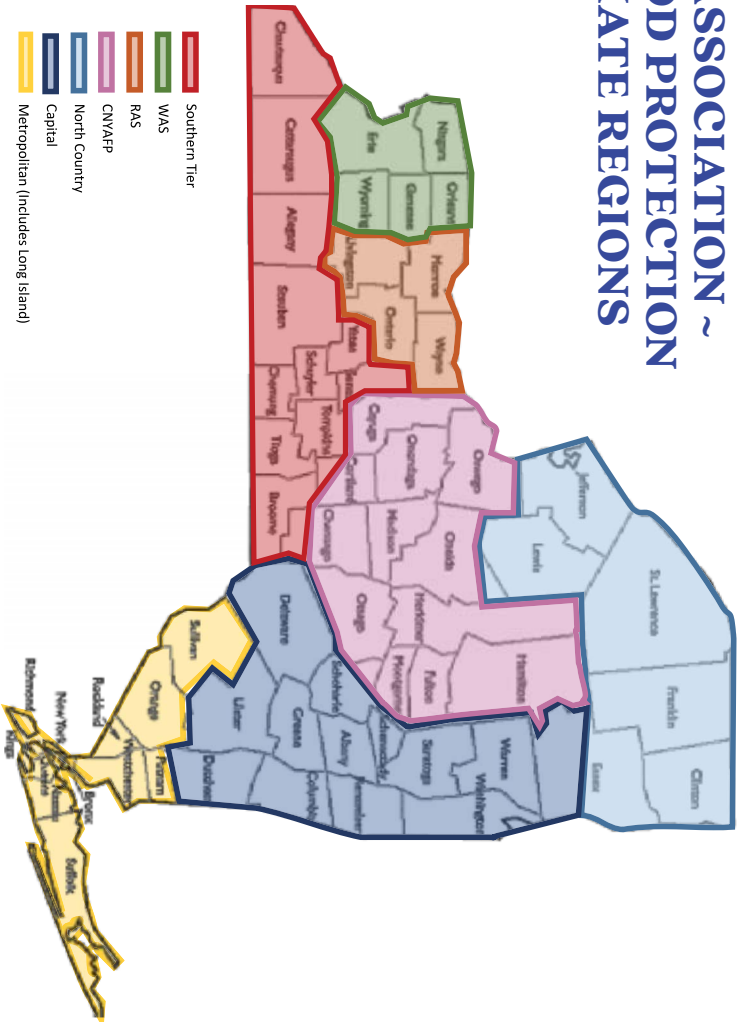 ASSOCIATION ~
OD PROTECTION
ATE REGIONS
Southern Tier
WAS
RAS
CNYAFP
North Country
Capital
Metropolitan (Includes Long Island)
Clinton
Franklin
St. Lawrence
Essex
Jefferson
Lewis
Hamilton
Warren
Washington
Oswego
Oneida
Herkimer
Fulton
Saratoga
Niagara
Orleans
Monroe
Wayne
Genesee
Ontario
Onondaga
Madison
Montgomery
Schenectady
Erie
Wyoming
Livingston
Yates
Seneca
Cayuga
Cortland
Chenango
Otsego
Schoharie
Albany
Rensselaer
Chautauqua
Cattaraugus
Allegany
Steuben
Schuyler
Tompkins
Chemung
Tioga
Broome
Delaware
Greene
Columbia
Ulster
Dutchess
Sullivan
Orange
Putnam
Westchester
Rockland
New York
Bronx
Richmond
Kings
Queens
Nassau
Suffolk